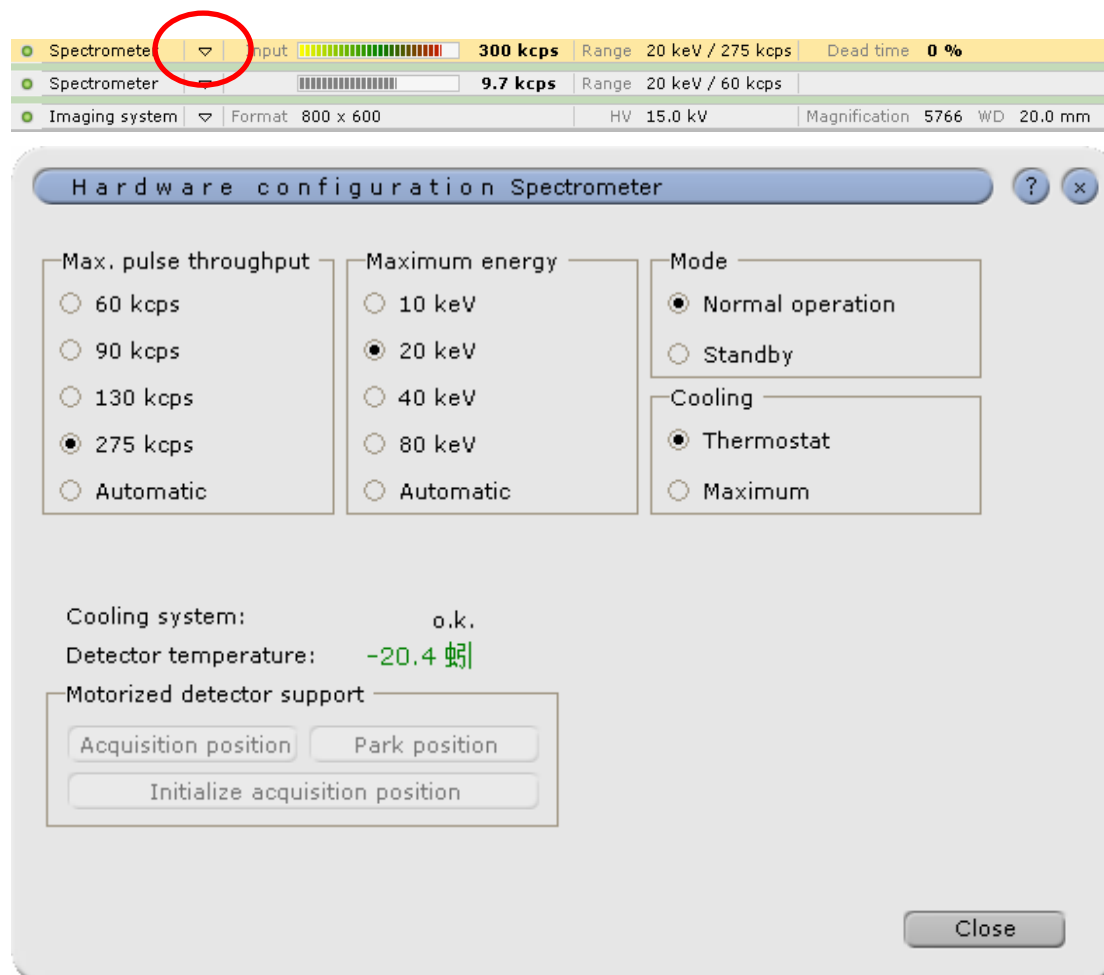 Spectrometer Input 300 kcps Range 20 keV / 275 kcps Dead time 0 %
Spectrometer 9.7 kcps Range 20 keV / 60 kcps
Imaging system Format 800 x 600 HV 15.0 kV Magnification 5766 WD 20.0 mm
Hardware configuration Spectrometer ? ×
Max. pulse throughput Maximum energy Mode
60 kcps 10 keV Normal operation
90 kcps 20 keV Standby
130 kcps 40 keV Cooling
275 kcps 80 keV Thermostat
Automatic Automatic Maximum
Cooling system: o.k.
Detector temperature: -20.4 蚓
Motorized detector support
Acquisition position Park position
Initialize acquisition position
Close